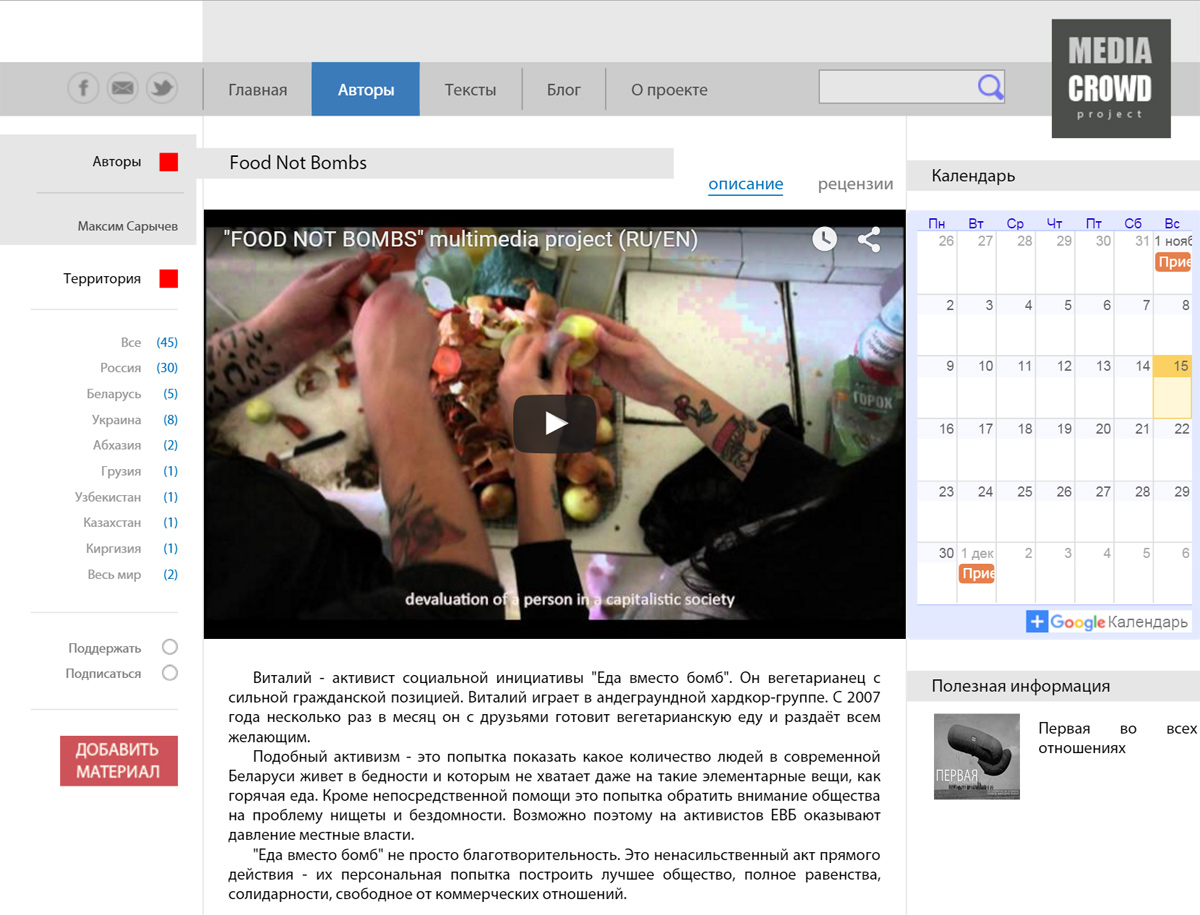 MEDIA
CROWD
project
Главная
Авторы
Тексты
Блог
О проекте
Авторы
Максим Сарычев
Территория
Все (45)
Россия (30)
Беларусь (5)
Украина (8)
Абхазия (2)
Грузия (1)
Узбекистан (1)
Казахстан (1)
Киргизия (1)
Весь мир (2)
Поддержать
Подписаться
ДОБАВИТЬ
МАТЕРИАЛ
Food Not Bombs
описание
рецензии
"FOOD NOT BOMBS" multimedia project (RU/EN)
ГОРОХ
devaluation of a person in a capitalistic society
Виталий - активист социальной инициативы "Еда вместо бомб". Он вегетарианец с
сильной гражданской позицией. Виталий играет в андеграундной хардкор-группе. С 2007
года несколько раз в месяц он с друзьями готовит вегетарианскую еду и раздаёт всем
желающим.
Подобный активизм - это попытка показать какое количество людей в современной
Беларуси живет в бедности и которым не хватает даже на такие элементарные вещи, как
горячая еда. Кроме непосредственной помощи это попытка обратить внимание общества
на проблему нищеты и бездомности. Возможно поэтому на активистов ЕВБ оказывают
давление местные власти.
"Еда вместо бомб" не просто благотворительность. Это ненасильственный акт прямого
действия - их персональная попытка построить лучшее общество, полное равенства,
солидарности, свободное от коммерческих отношений.
Календарь
Пн Вт Ср Чт Пт Сб Вс
26 27 28 29 30 31 1 нояб
Прие
2 3 4 5 6 7 8
9 10 11 12 13 14 15
16 17 18 19 20 21 22
23 24 25 26 27 28 29
30 1 дек 2 3 4 5 6
Прие
Google Календарь
Полезная информация
ПЕРВАЯ
Первая во всех
отношениях